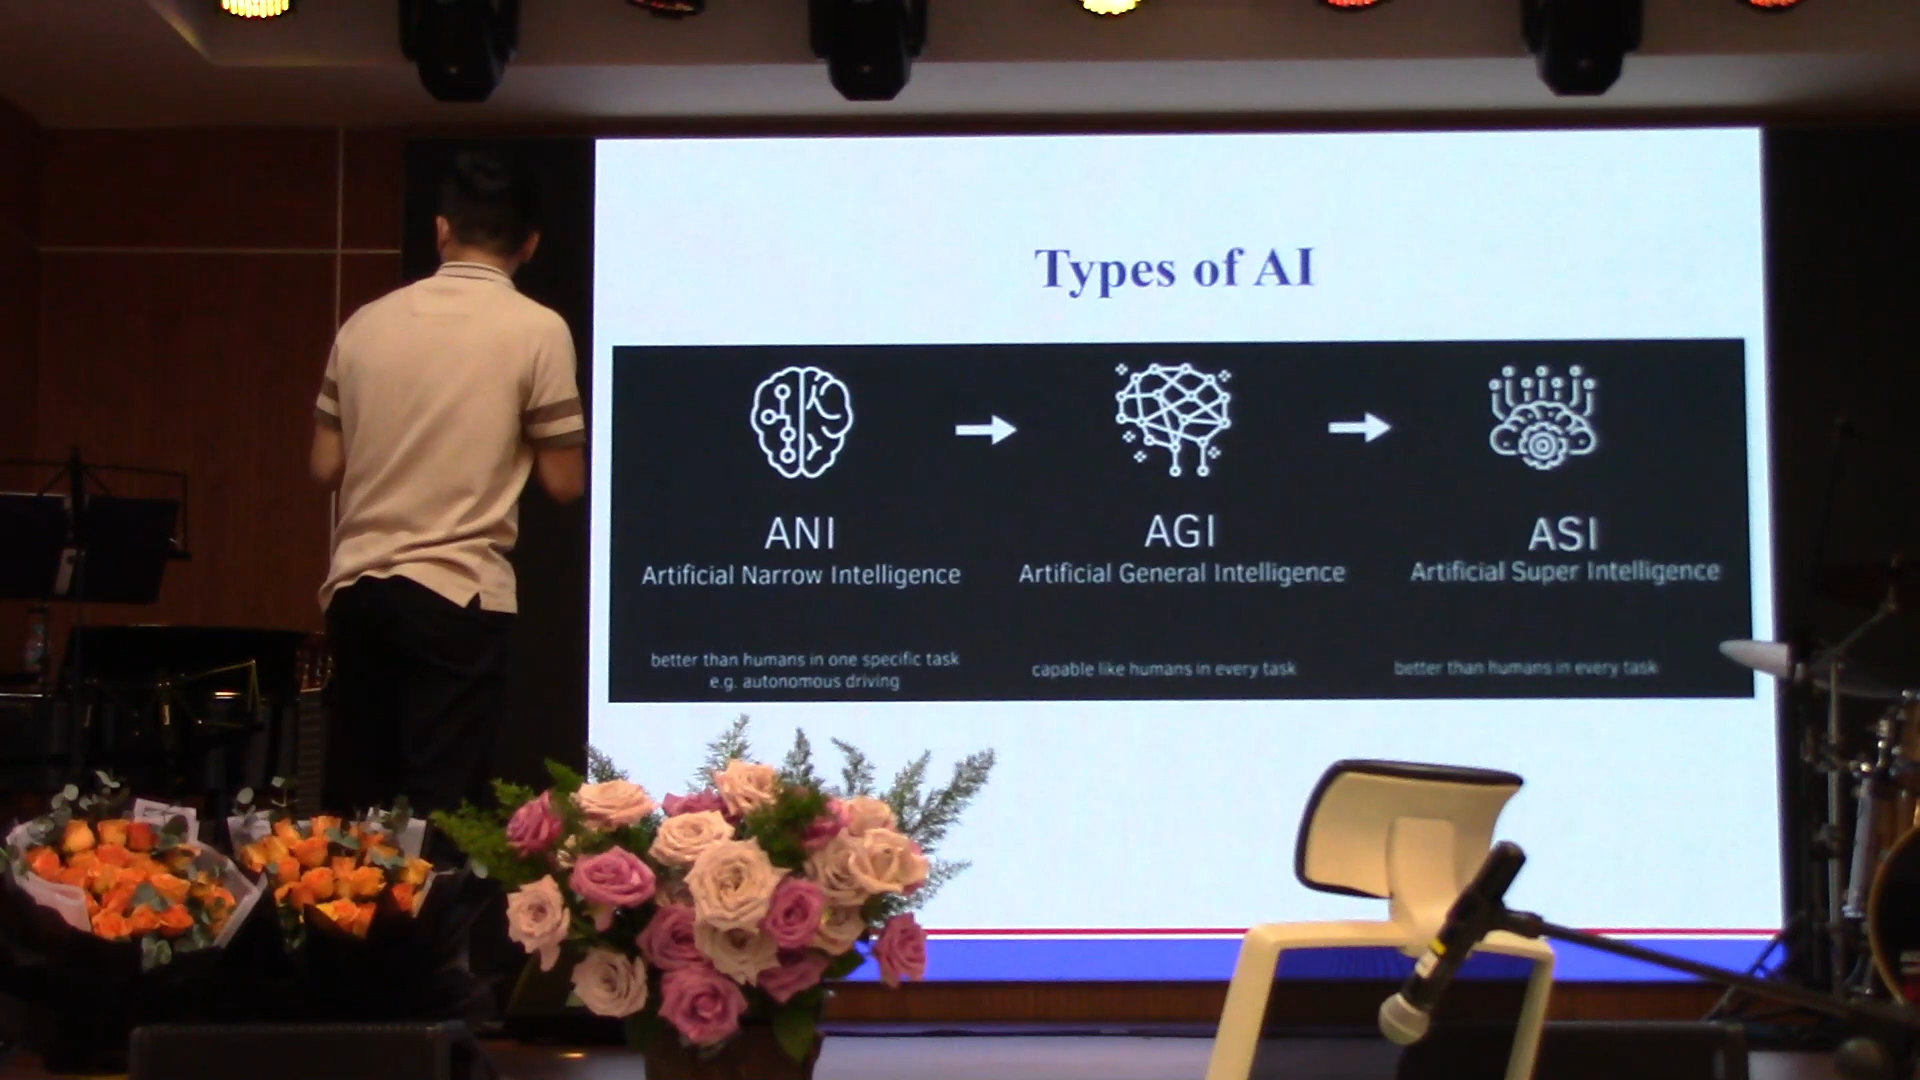 Types of AI
ANI
Artificial Narrow Intelligence
better than humans in one specific task
e.g. autonomous driving
AGI
Artificial General Intelligence
capable like humans in every task
ASI
Artificial Super Intelligence
better than humans in every task